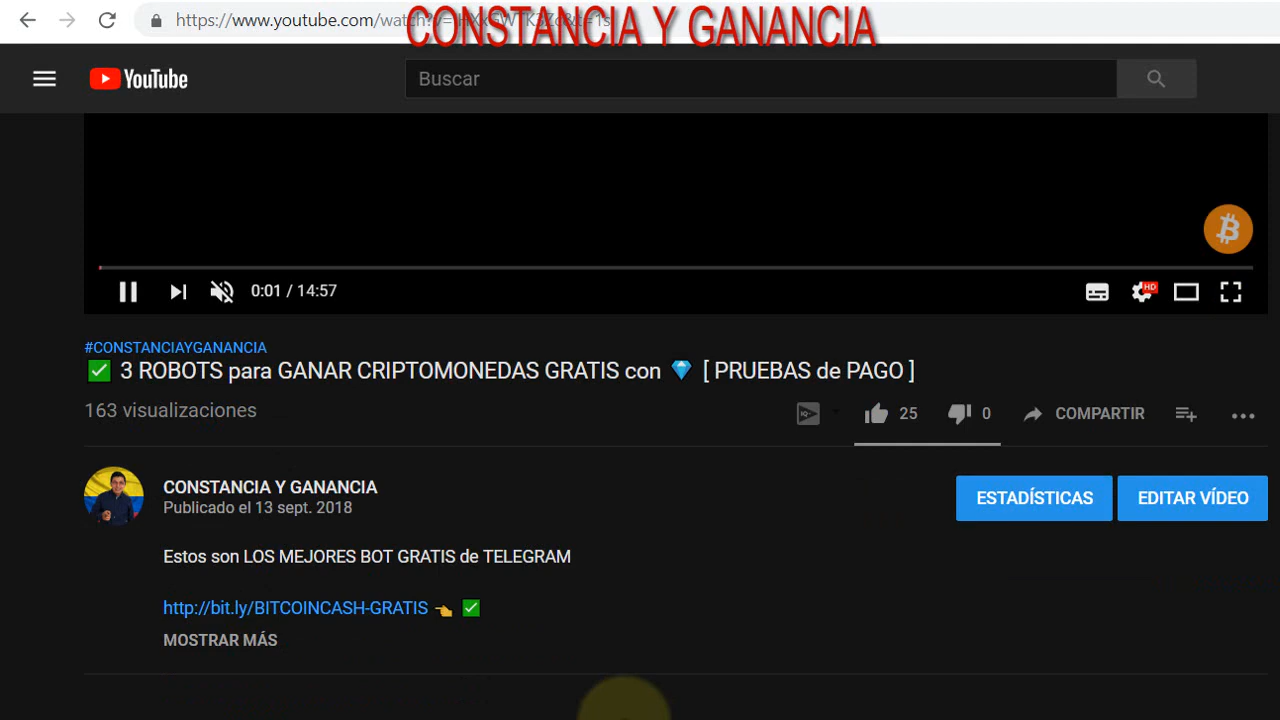 https://www.youtube.com/watch?v=
CONSTANCIA Y GANANCIA
YouTube
Buscar
0:01 / 14:57
HD
#CONSTANCIAYGANANCIA
✅ 3 ROBOTS para GANAR CRIPTOMONEDAS GRATIS con 💎 [ PRUEBAS de PAGO ]
163 visualizaciones
25
0
COMPARTIR
CONSTANCIA Y GANANCIA
Publicado el 13 sept. 2018
ESTADÍSTICAS
EDITAR VÍDEO
Estos son LOS MEJORES BOT GRATIS de TELEGRAM
http://bit.ly/BITCOINCASH-GRATIS 👈 ✅
MOSTRAR MÁS